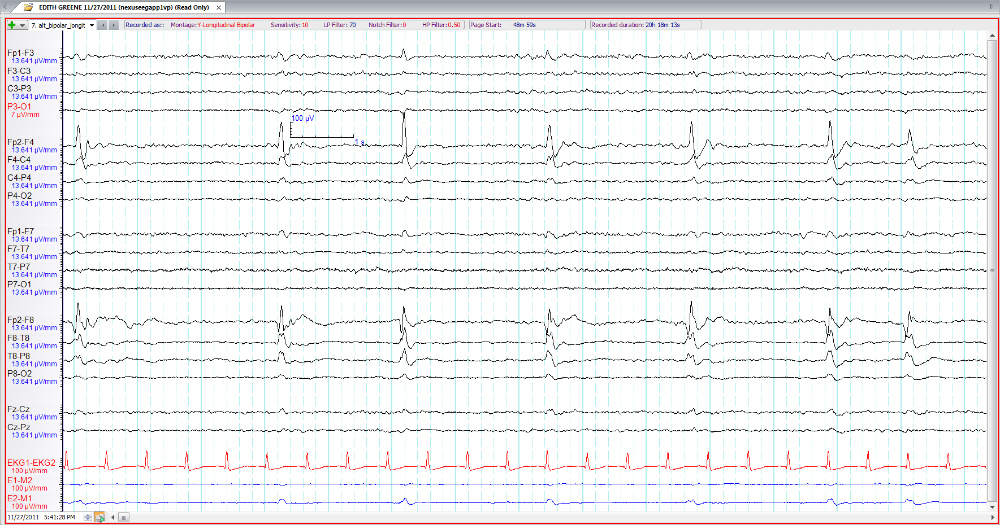 EDITH GREENE 11/27/2011 (nexuseegapp1vp) (Read Only)
7. alt_bipolar_longit Recorded as:: Montage:Y-Longitudinal Bipolar Sensitivity:10 LP Filter:70 Notch Filter:0 HP Filter:0.50 Page Start: 48m 59s Recorded duration: 20h 18m 13s
Fp1-F3
13.641 µV/mm
F3-C3
13.641 µV/mm
C3-P3
13.641 µV/mm
P3-O1
7 µV/mm
100 µV
1 s
Fp2-F4
13.641 µV/mm
F4-C4
13.641 µV/mm
C4-P4
13.641 µV/mm
P4-O2
13.641 µV/mm
Fp1-F7
13.641 µV/mm
F7-T7
13.641 µV/mm
T7-P7
13.641 µV/mm
P7-O1
13.641 µV/mm
Fp2-F8
13.641 µV/mm
F8-T8
13.641 µV/mm
T8-P8
13.641 µV/mm
P8-O2
13.641 µV/mm
Fz-Cz
13.641 µV/mm
Cz-Pz
13.641 µV/mm
EKG1-EKG2
100 µV/mm
E1-M2
100 µV/mm
E2-M1
100 µV/mm
11/27/2011 5:41:28 PM